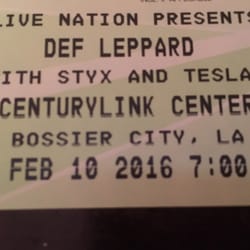 LIVE NATION PRESENTS
DEF LEPPARD
WITH STYX AND TESLA
CENTURYLINK CENTER
BOSSIER CITY, LA
FEB 10 2016 7:00